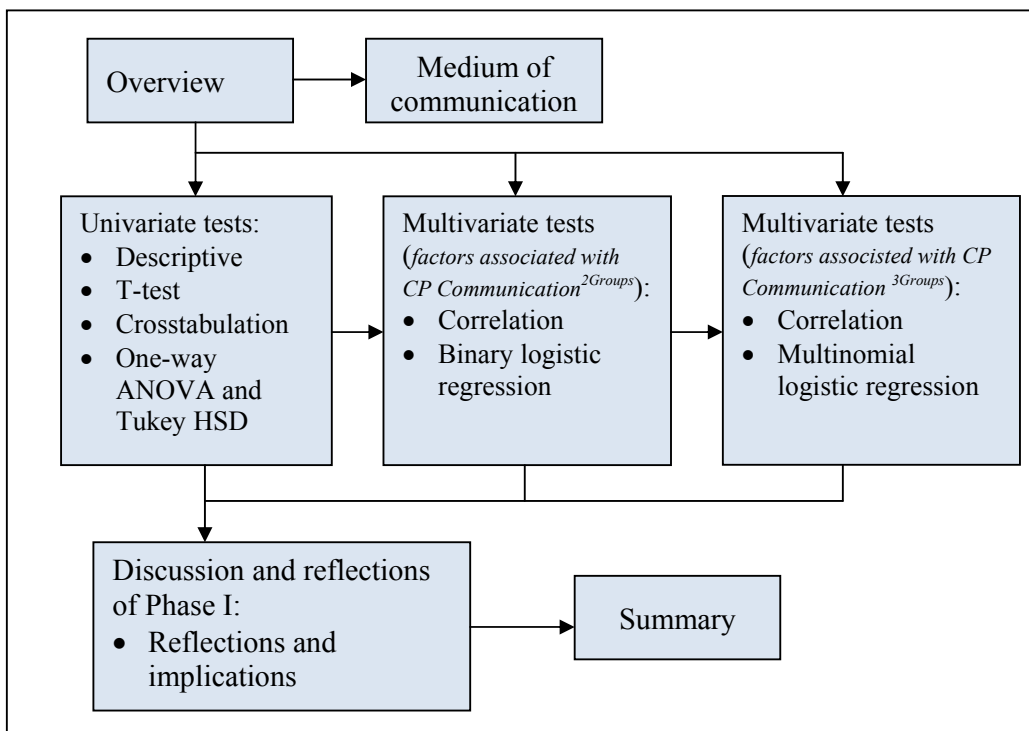 Overview
Medium of
communication
Univariate tests:
• Descriptive
• T-test
• Crosstabulation
• One-way
ANOVA and
Tukey HSD
Multivariate tests
(factors associated with
CP Communication2Groups):
• Correlation
• Binary logistic
regression
Multivariate tests
(factors associsted with CP
Communication 3Groups):
• Correlation
• Multinomial
logistic regression
Discussion and reflections
of Phase I:
• Reflections and
implications
Summary